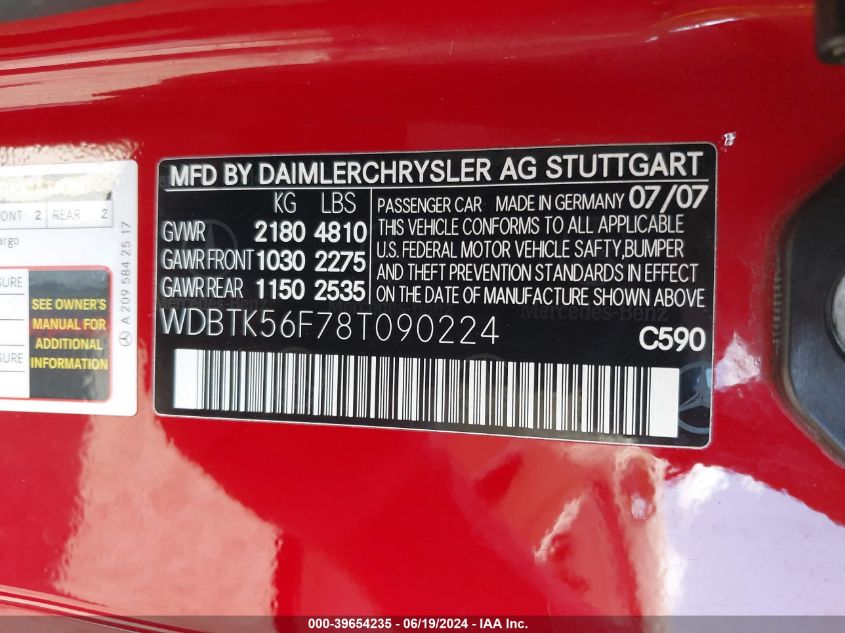 MFD BY DAIMLERCHRYSLER AG STUTTGART
KG LBS
GVWR 2180 4810
GAWR FRONT 1030 2275
GAWR REAR 1150 2535
PASSENGER CAR MADE IN GERMANY 07/07
THIS VEHICLE CONFORMS TO ALL APPLICABLE
U.S. FEDERAL MOTOR VEHICLE SAFTY,BUMPER
AND THEFT PREVENTION STANDARDS IN EFFECT
ON THE DATE OF MANUFACTURE SHOWN ABOVE
WDBTK56F78T090224
Mercedes-Benz
C590
2 REAR 2
SEE OWNER'S
MANUAL FOR
ADDITIONAL
INFORMATION
A 209 584 25 17
000-39654235 - 06/19/2024 - IAA Inc.